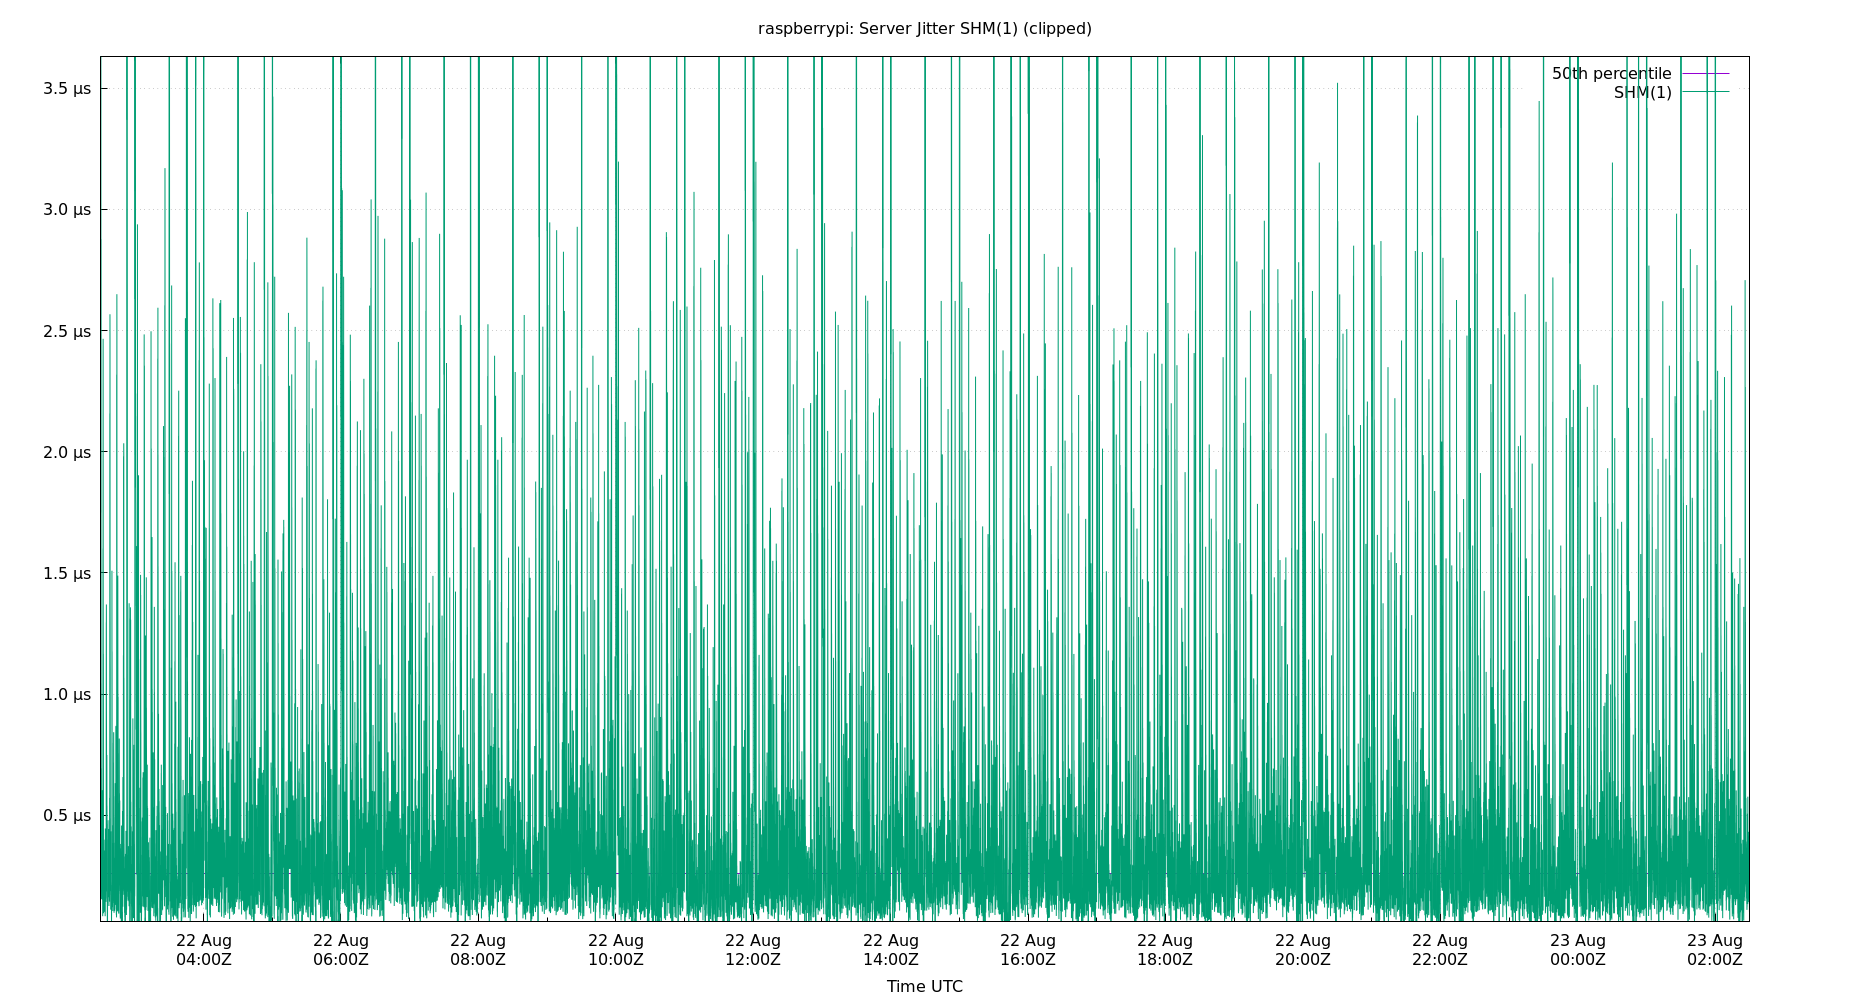 raspberrypi: Server Jitter SHM(1) (clipped)
50th percentile
SHM(1)
3.5 µs
3.0 µs
2.5 µs
2.0 µs
1.5 µs
1.0 µs
0.5 µs
22 Aug 22 Aug 22 Aug 22 Aug 22 Aug 22 Aug 22 Aug 22 Aug 22 Aug 22 Aug 23 Aug 23 Aug
04:00Z 06:00Z 08:00Z 10:00Z 12:00Z 14:00Z 16:00Z 18:00Z 20:00Z 22:00Z 00:00Z 02:00Z
Time UTC